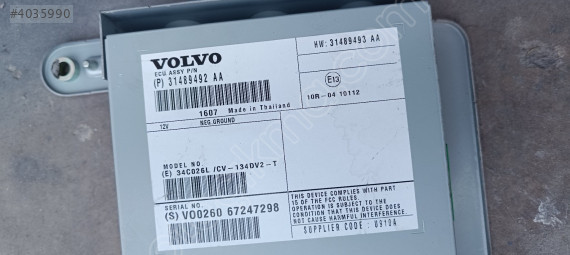 #4035990
VOLVO
ECU ASSY P/N
(P) 31489492 AA
HW: 31489493 AA
E13
10R-04 10112
1607 Made in Thailand
12V NEG.GROUND
MODEL NO.
(E) 34C026L /CV-134DV2-T
SERIAL NO.
(S) VO0260 67247298
THIS DEVICE COMPLIES WITH PART
15 OF THE FCC RULES.
OPERATION IS SUBJECT TO THE
CONDITION THAT THIS DEVICE DOES
NOT CAUSE HARMFUL INTERFERENCE.
SUPPLIER CODE : 0910A